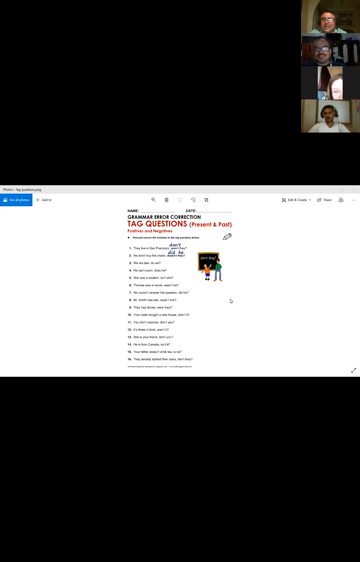 Photos - Tag questions.png
See all photos
Add to
Edit & Create
Share
NAME: DATE:
GRAMMAR ERROR CORRECTION
TAG QUESTIONS (Present & Past)
Positives and Negatives
don't
1. They live in San Francisco, aren't they?
did he
2. He didn't buy the chairs, doesn't they?
3. We are late, do we?
4. He can't swim, does he?
5. She was a student, isn't she?
6. Thomas saw a movie, wasn't he?
7. He couldn't answer the question, did he?
8. Mr. Smith was late, wasn't she?
9. They had dinner, were they?
10. Your sister bought a new house, didn't it?
11. You don't exercise, don't you?
12. It's three o'clock, aren't it?
13. She is your friend, don't you?
14. He is from Canada, isn't it?
15. Your father doesn't drink tea, is he?
16. They already started their class, don't they?